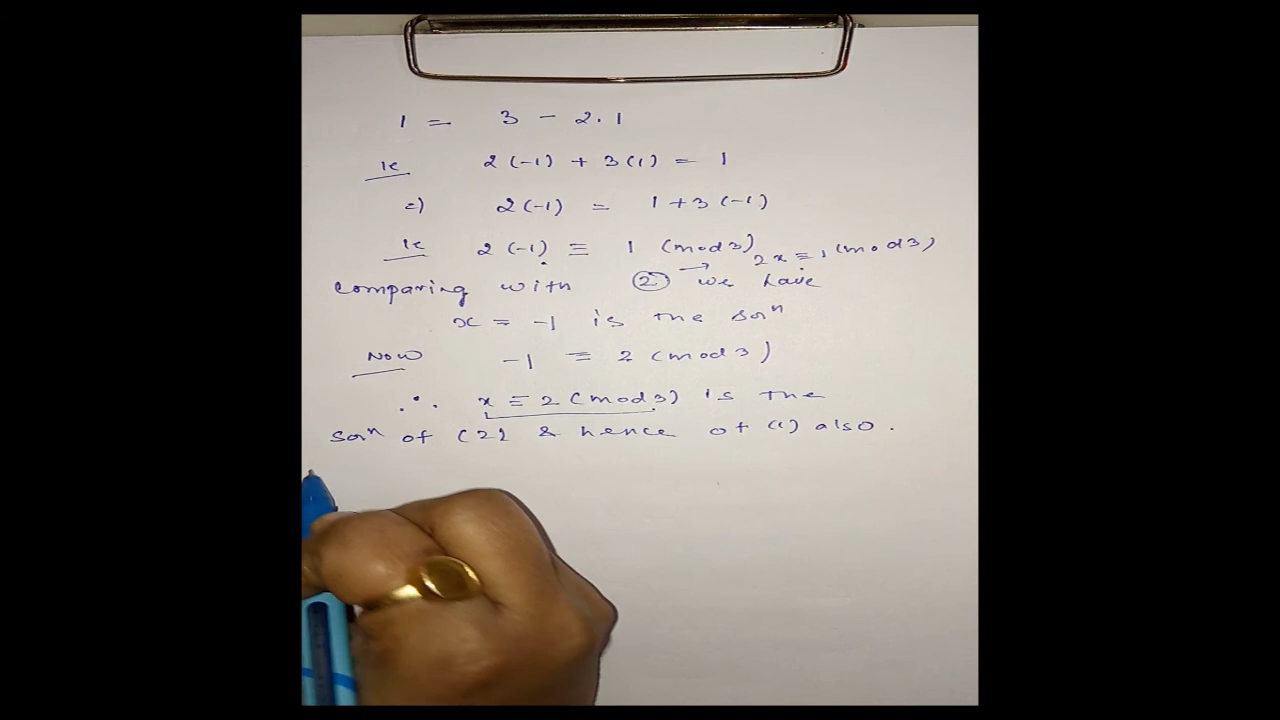 1 = 3 - 2.1
ie 2(-1) + 3(1) = 1
=) 2(-1) = 1+3(-1)
ie 2(-1) ≡ 1 (mod 3) 2x ≡ 1 (mod 3)
comparing with ② → we have
x = -1 is the solⁿ
Now -1 ≡ 2 (mod 3)
∴ x ≡ 2 (mod 3) is the
solⁿ of (2) & hence of (1) also.